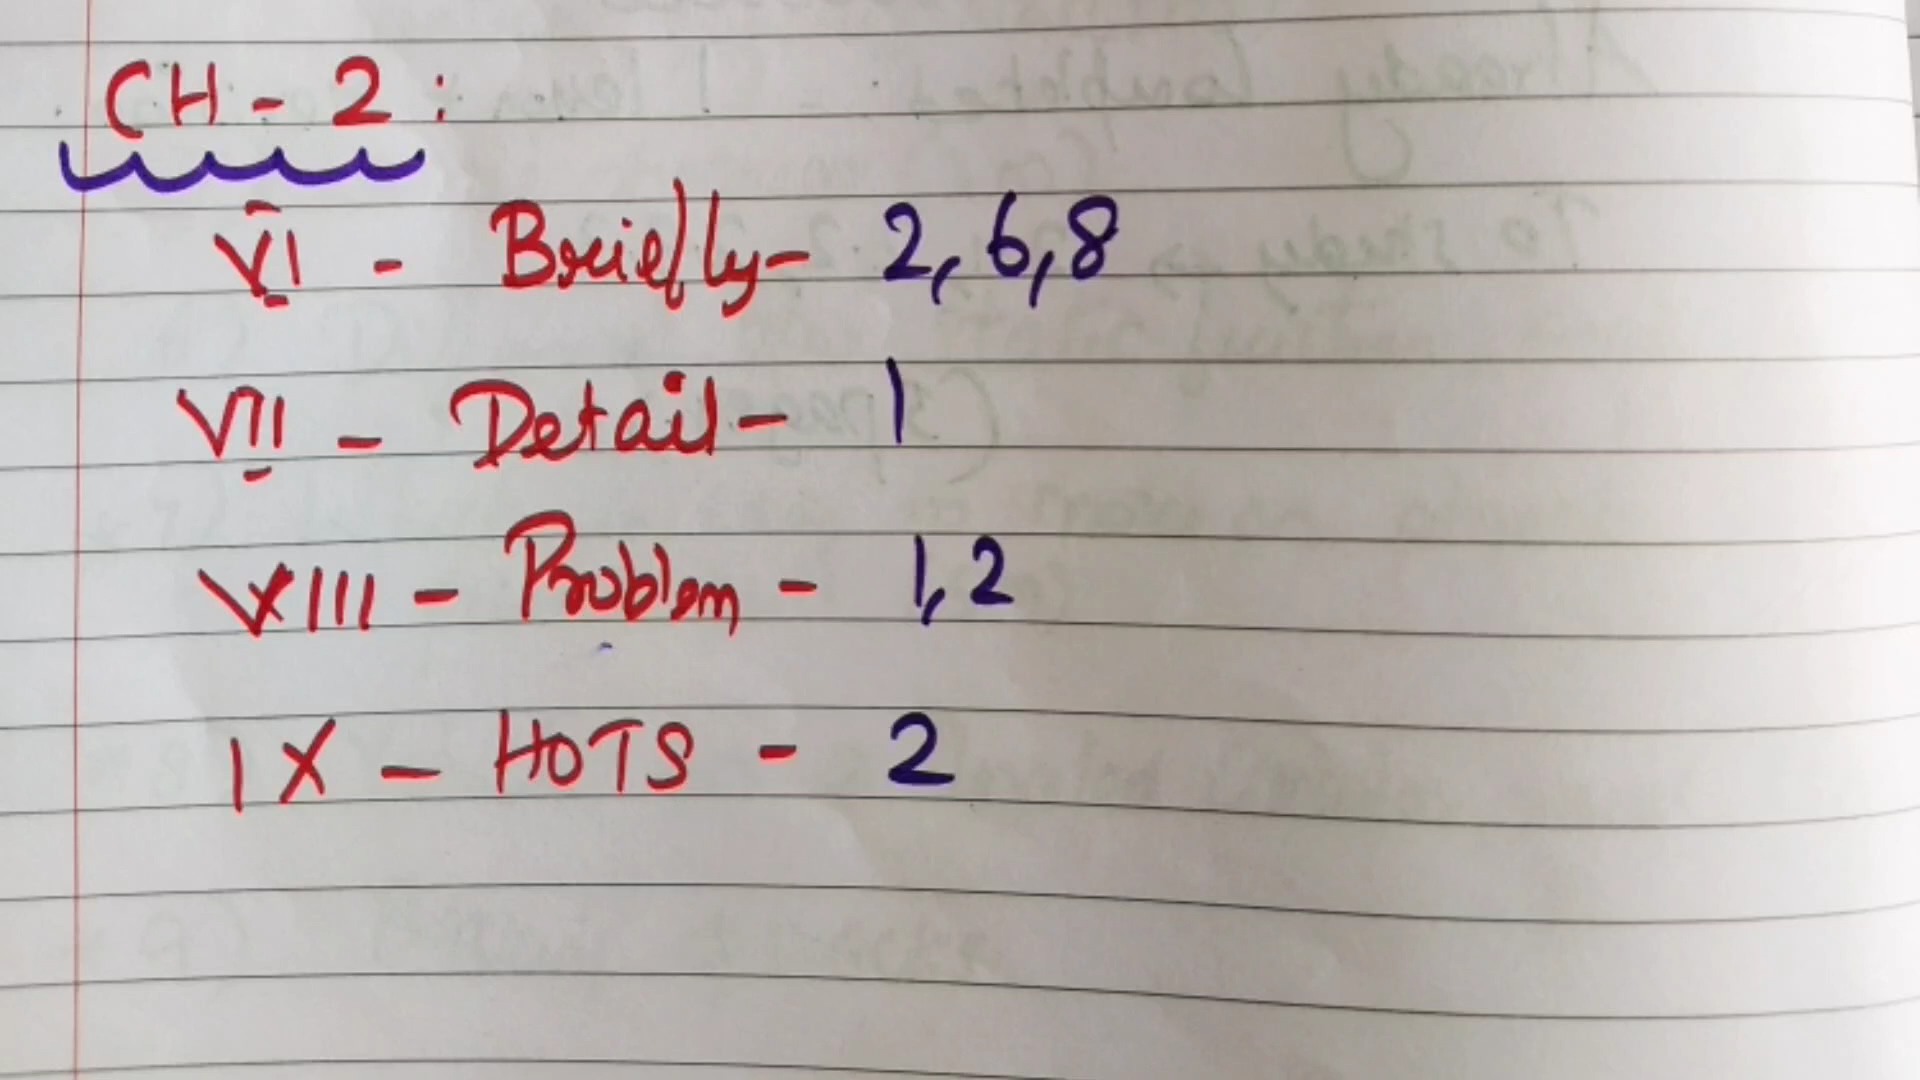 CH - 2 :
VI - Briefly - 2, 6, 8
VII - Detail - 1
VIII - Problem - 1, 2
IX - HOTS - 2